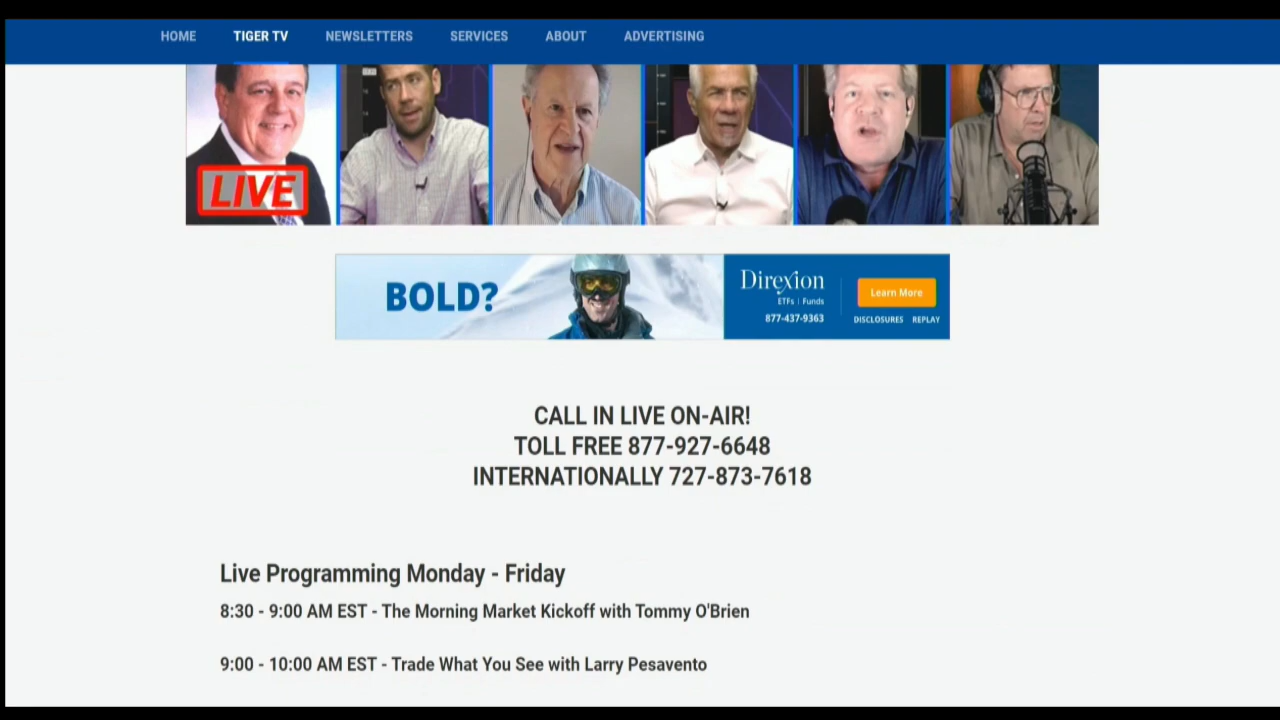 HOME TIGER TV NEWSLETTERS SERVICES ABOUT ADVERTISING
LIVE
BOLD?
Direxion
ETFs | Funds
877-437-9363
Learn More
DISCLOSURES REPLAY
CALL IN LIVE ON-AIR!
TOLL FREE 877-927-6648
INTERNATIONALLY 727-873-7618
Live Programming Monday - Friday
8:30 - 9:00 AM EST - The Morning Market Kickoff with Tommy O'Brien
9:00 - 10:00 AM EST - Trade What You See with Larry Pesavento